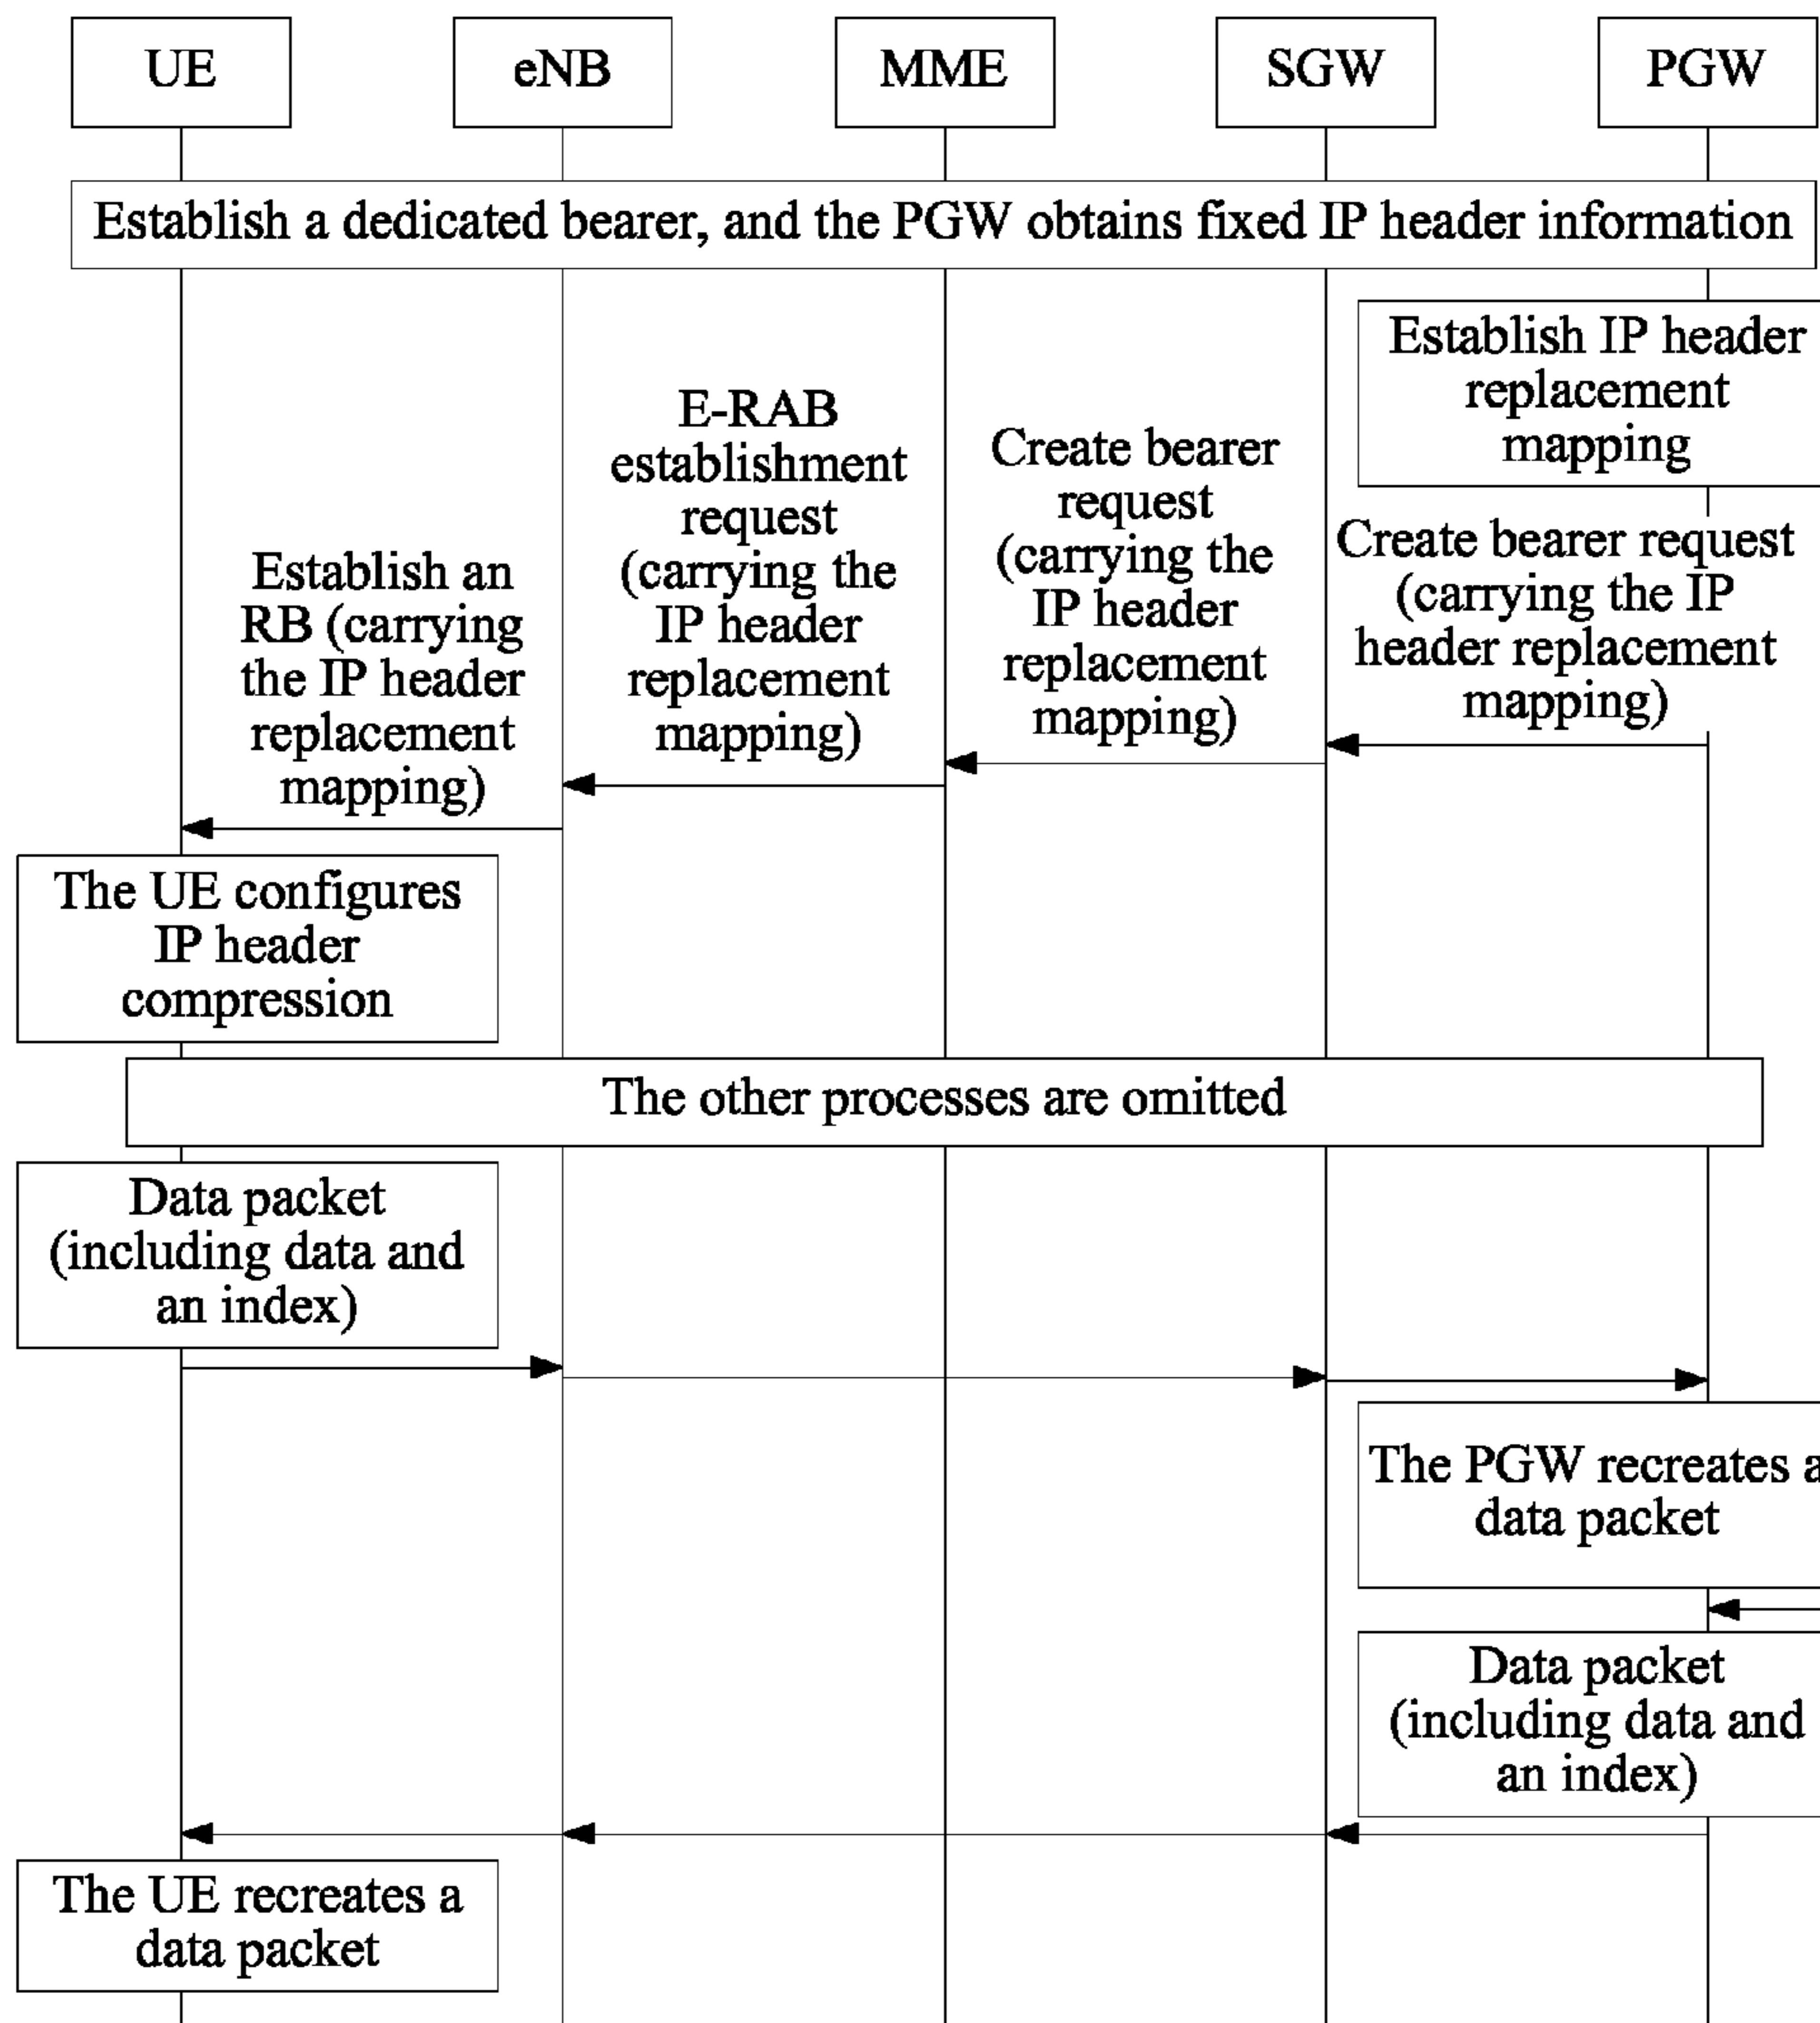 UE
eNB
MME
SGW
PGW
Establish a dedicated bearer, and the PGW obtains fixed IP header information
Establish IP header
replacement
mapping
Create bearer request
(carrying the IP
header replacement
mapping)
Create bearer
request
(carrying the
IP header
replacement
mapping)
E-RAB
establishment
request
(carrying the
IP header
replacement
mapping)
Establish an
RB (carrying
the IP header
replacement
mapping)
The UE configures
IP header
compression
The other processes are omitted
Data packet
(including data and
an index)
The PGW recreates a
data packet
Data packet
(including data and
an index)
The UE recreates a
data packet